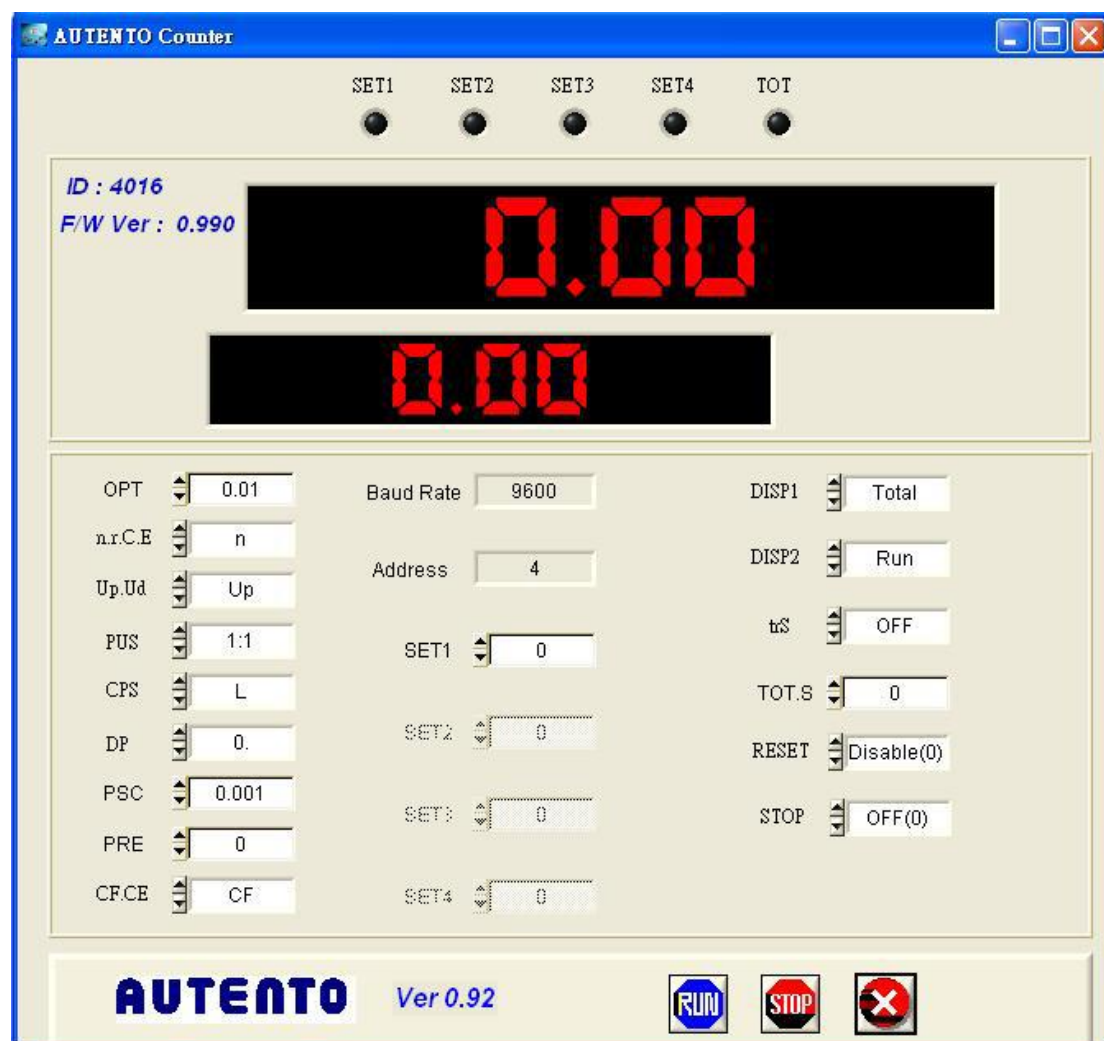 AUTENTO Counter
SET1 SET2 SET3 SET4 TOT
ID : 4016
F/W Ver : 0.990
0.00
0.00
OPT 0.01 Baud Rate 9600 DISP1 Total
n.r.C.E n
Address 4 DISP2 Run
Up.Ud Up
PUS 1:1 SET1 0 trS OFF
CPS L TOT.S 0
DP 0. SET2 0 RESET Disable(0)
PSC 0.001
SET3 0 STOP OFF(0)
PRE 0
CF.CE CF SET4 0
AUTENTO Ver 0.92 RUN STOP